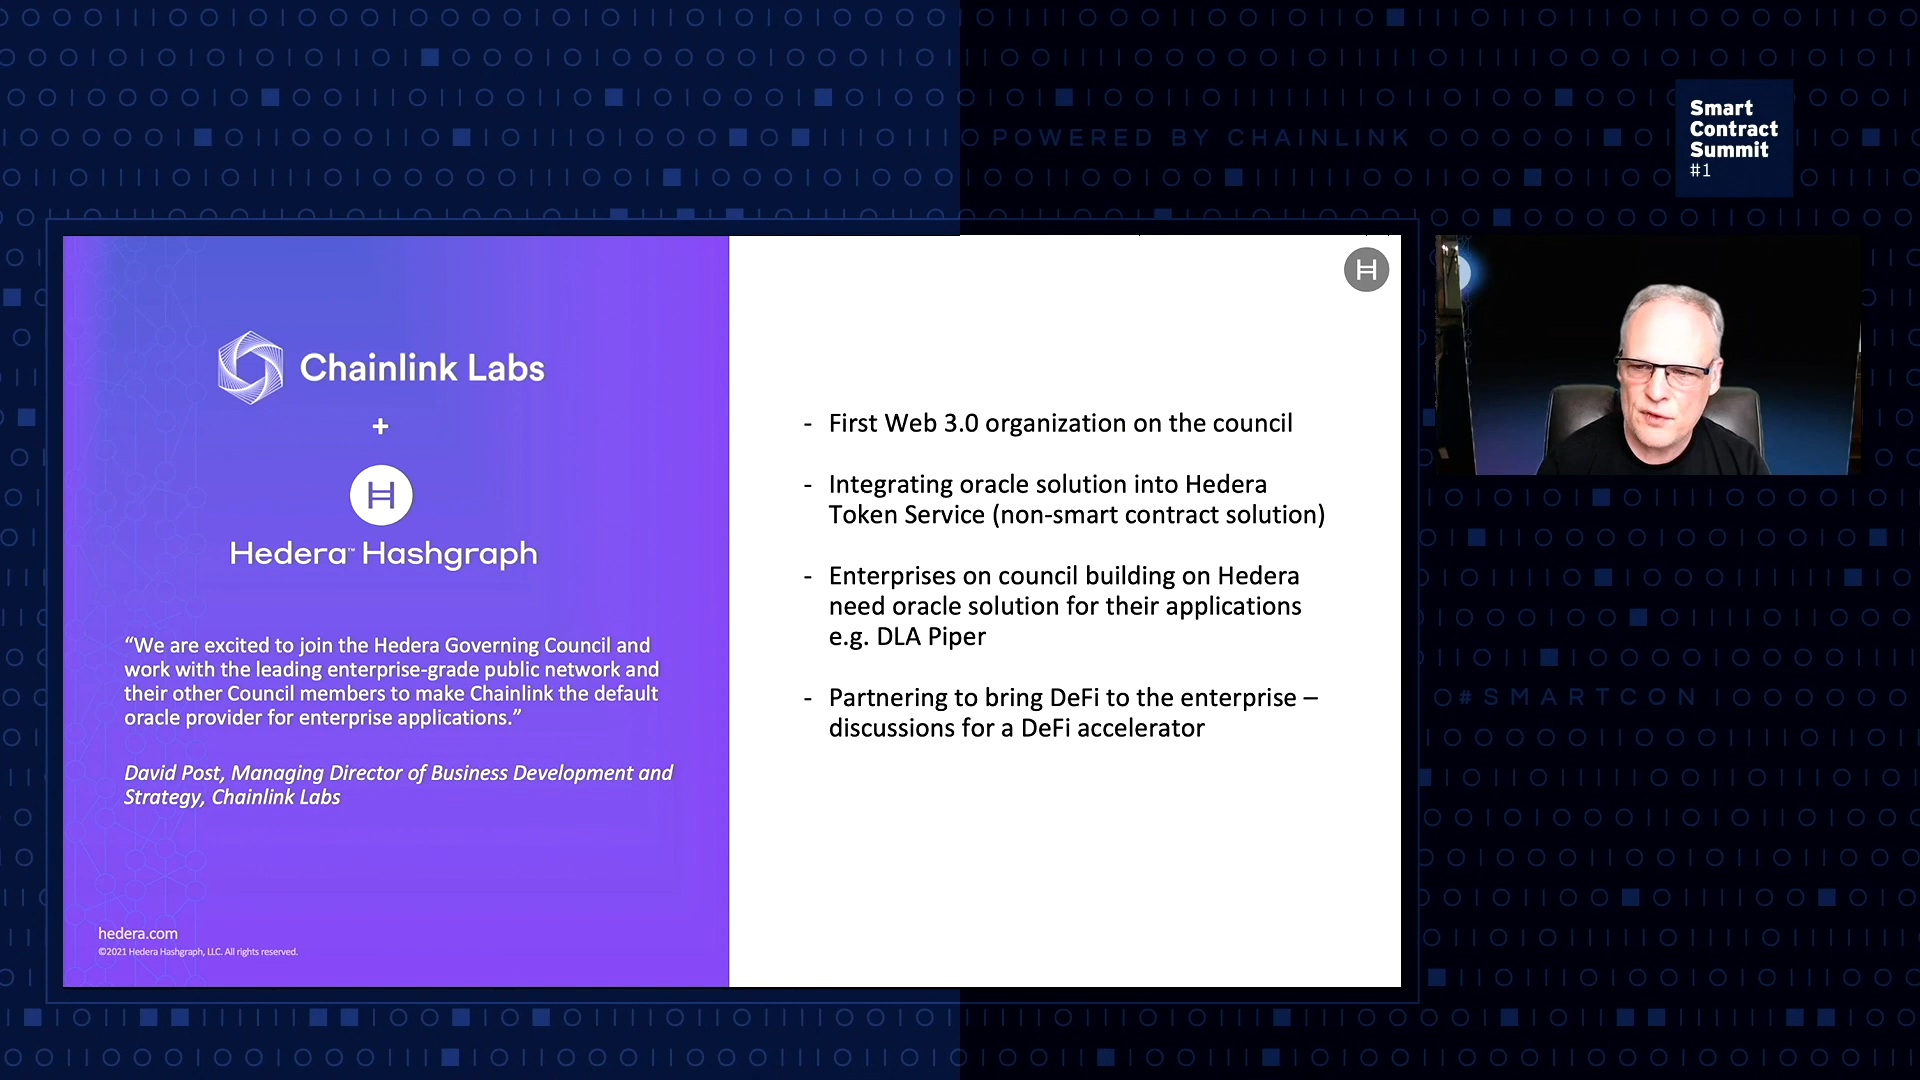 POWERED BY CHAINLINK
Smart
Contract
Summit
#1
Chainlink Labs
+
Hedera™ Hashgraph
“We are excited to join the Hedera Governing Council and
work with the leading enterprise-grade public network and
their other Council members to make Chainlink the default
oracle provider for enterprise applications.”
David Post, Managing Director of Business Development and
Strategy, Chainlink Labs
hedera.com
©2021 Hedera Hashgraph, LLC. All rights reserved.
- First Web 3.0 organization on the council
- Integrating oracle solution into Hedera
Token Service (non-smart contract solution)
- Enterprises on council building on Hedera
need oracle solution for their applications
e.g. DLA Piper
- Partnering to bring DeFi to the enterprise –
discussions for a DeFi accelerator
#SMARTCON